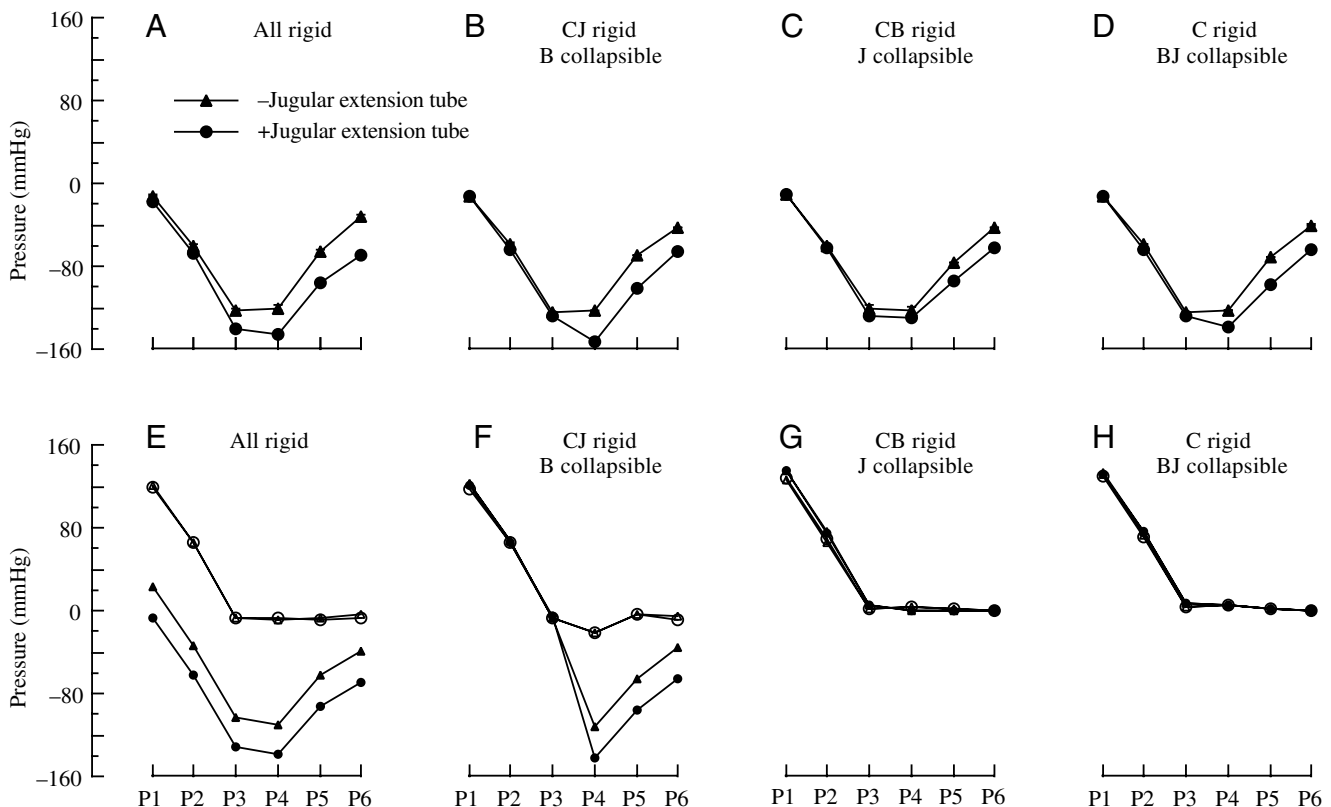 A All rigid
B CJ rigid
B collapsible
C CB rigid
J collapsible
D C rigid
BJ collapsible
–Jugular extension tube
+Jugular extension tube
Pressure (mmHg)
160
80
0
–80
–160
E All rigid
F CJ rigid
B collapsible
G CB rigid
J collapsible
H C rigid
BJ collapsible
Pressure (mmHg)
160
80
0
–80
–160
P1 P2 P3 P4 P5 P6
P1 P2 P3 P4 P5 P6
P1 P2 P3 P4 P5 P6
P1 P2 P3 P4 P5 P6